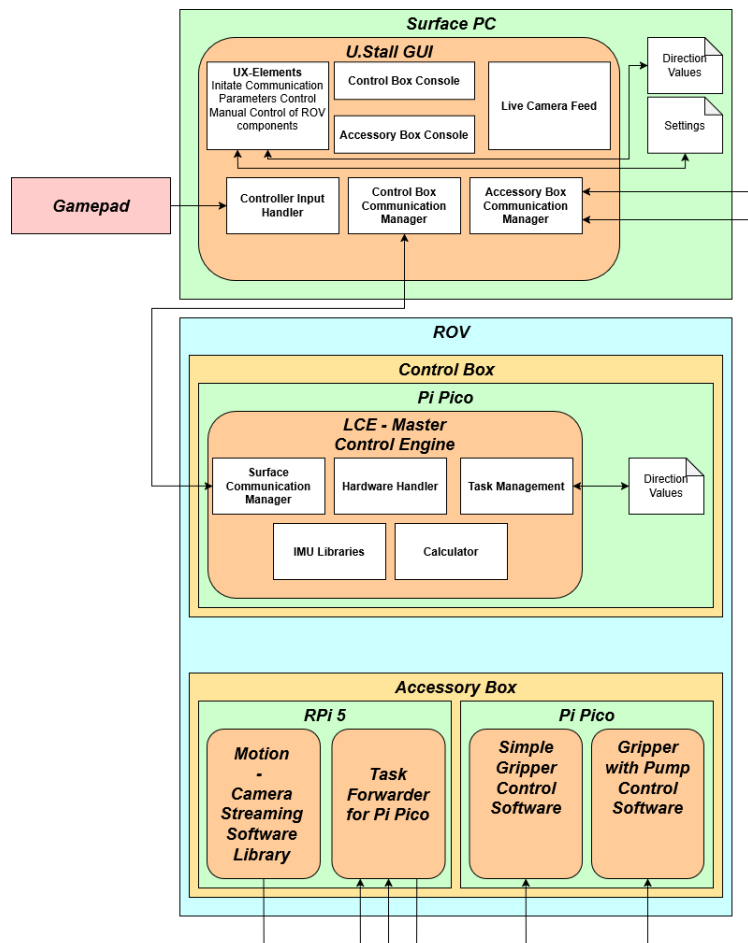 Surface PC
U.Stall GUI
UX-Elements
Initate Communication
Parameters Control
Manual Control of ROV
components
Control Box Console
Accessory Box Console
Live Camera Feed
Direction
Values
Settings
Gamepad
Controller Input
Handler
Control Box
Communication
Manager
Accessory Box
Communication
Manager
ROV
Control Box
Pi Pico
LCE - Master
Control Engine
Surface
Communication
Manager
Hardware Handler
Task Management
Direction
Values
IMU Libraries
Calculator
Accessory Box
RPi 5
Motion
-
Camera
Streaming
Software
Library
Task
Forwarder
for Pi Pico
Pi Pico
Simple
Gripper
Control
Software
Gripper
with Pump
Control
Software